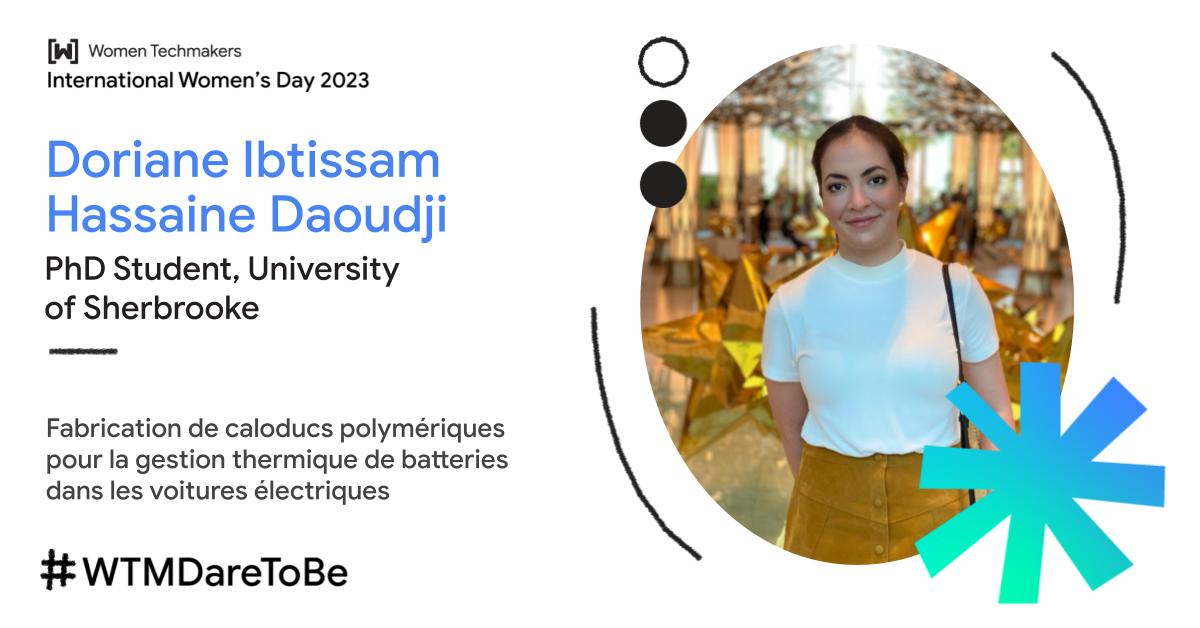 [W] Women Techmakers
International Women's Day 2023
Doriane Ibtissam
Hassaine Daoudji
PhD Student, University
of Sherbrooke
Fabrication de caloducs polymériques
pour la gestion thermique de batteries
dans les voitures électriques
#WTMDareToBe